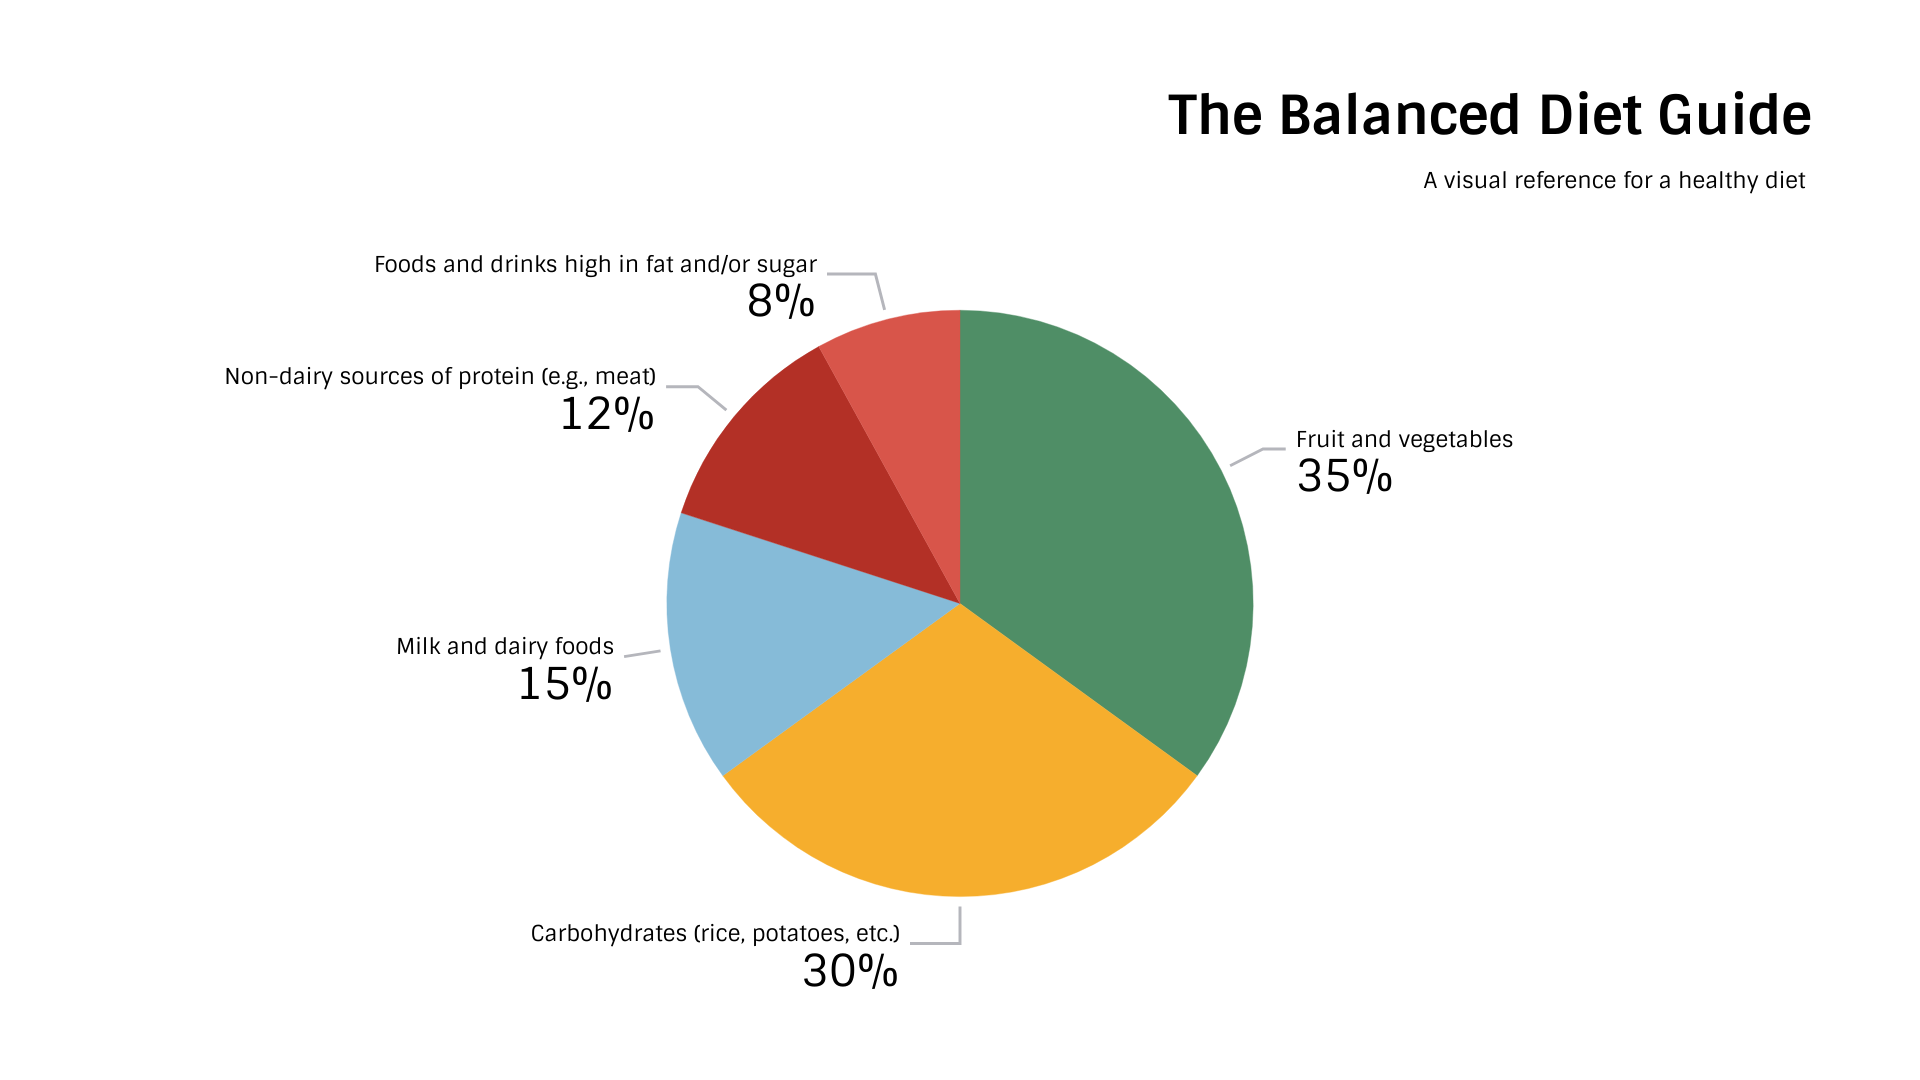 The Balanced Diet Guide
A visual reference for a healthy diet
Foods and drinks high in fat and/or sugar
8%
Non-dairy sources of protein (e.g., meat)
12%
Fruit and vegetables
35%
Milk and dairy foods
15%
Carbohydrates (rice, potatoes, etc.)
30%